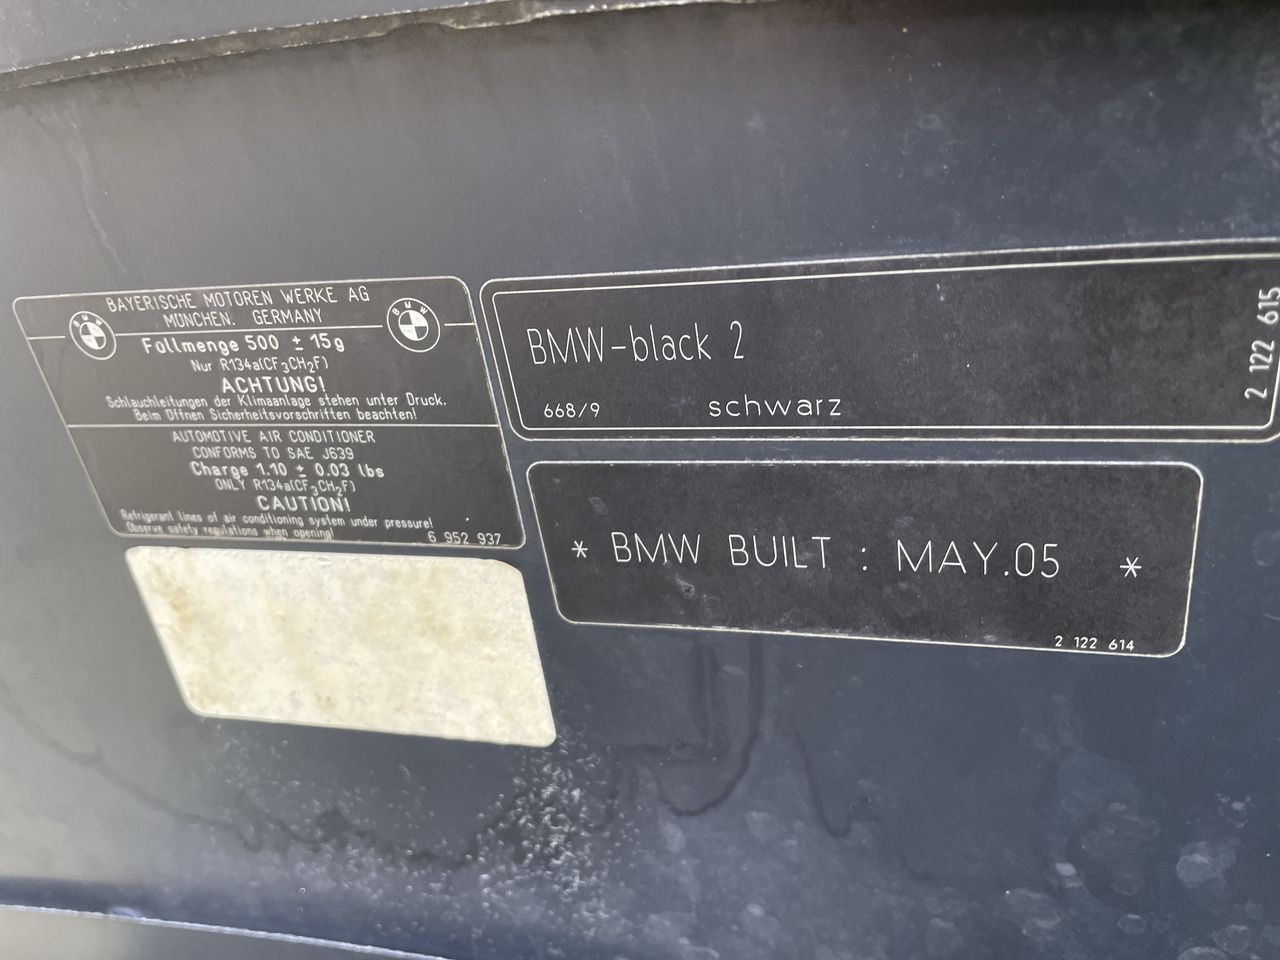 BAYERISCHE MOTOREN WERKE AG
MÜNCHEN. GERMANY
BMW
BMW
Füllmenge 500 ± 15g
Nur R134a(CF3CH2F)
ACHTUNG!
Schlauchleitungen der Klimaanlage stehen unter Druck.
Beim Öffnen Sicherheitsvorschriften beachten!
AUTOMOTIVE AIR CONDITIONER
CONFORMS TO SAE J639
Charge 1.10 ± 0.03 lbs
ONLY R134a(CF3CH2F)
CAUTION!
Refrigerant lines of air conditioning system under pressure!
Observe safety regulations when opening!
6 952 937
BMW-black 2
668/9 schwarz
2 122 615
* BMW BUILT : MAY.05 *
2 122 614